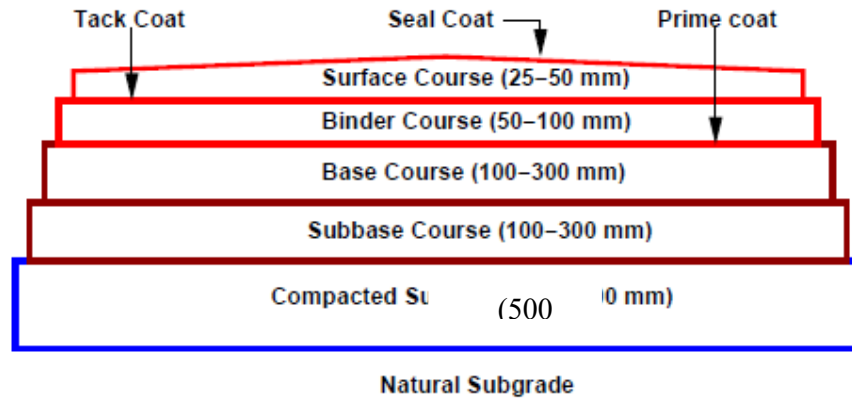 Tack Coat Seal Coat Prime coat
Surface Course (25–50 mm)
Binder Course (50–100 mm)
Base Course (100–300 mm)
Subbase Course (100–300 mm)
Compacted (500 0 mm)
Natural Subgrade